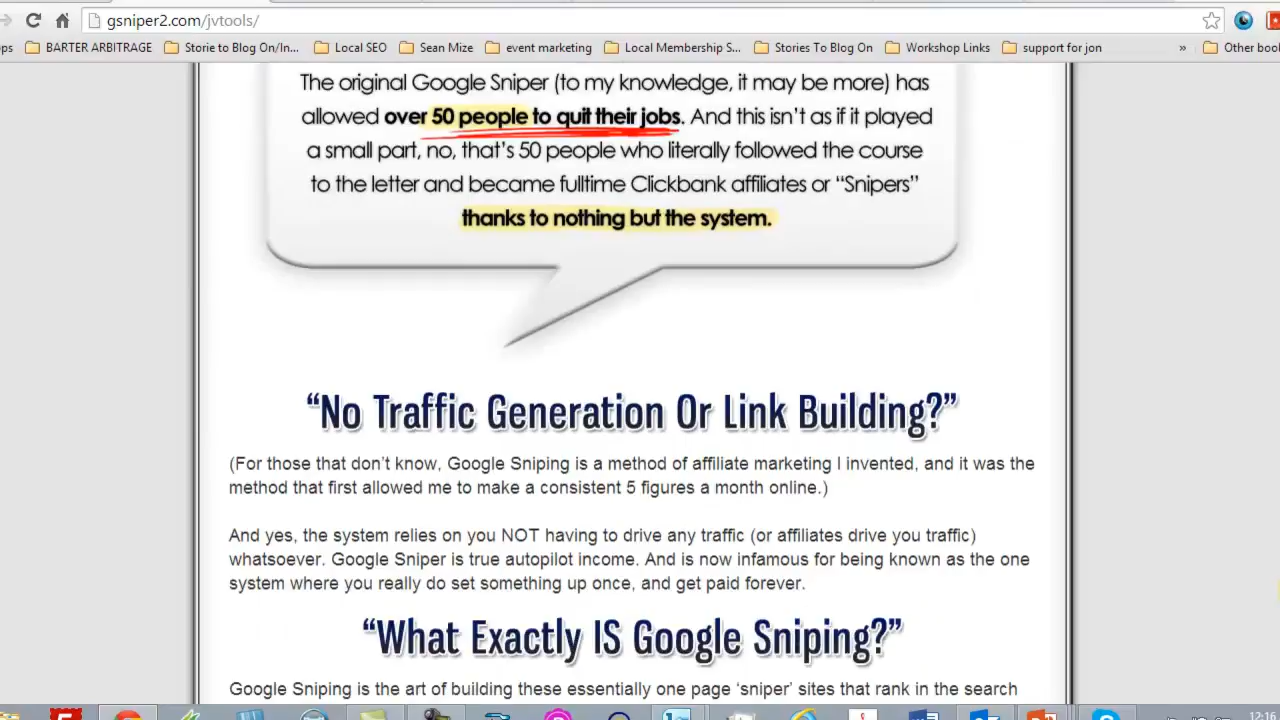 gsniper2.com/jvtools/
ps BARTER ARBITRAGE Storie to Blog On/In... Local SEO Sean Mize event marketing Local Membership S... Stories To Blog On Workshop Links support for jon » Other book
The original Google Sniper (to my knowledge, it may be more) has
allowed over 50 people to quit their jobs. And this isn't as if it played
a small part, no, that's 50 people who literally followed the course
to the letter and became fulltime Clickbank affiliates or “Snipers”
thanks to nothing but the system.
“No Traffic Generation Or Link Building?”
(For those that don't know, Google Sniping is a method of affiliate marketing I invented, and it was the
method that first allowed me to make a consistent 5 figures a month online.)
And yes, the system relies on you NOT having to drive any traffic (or affiliates drive you traffic)
whatsoever. Google Sniper is true autopilot income. And is now infamous for being known as the one
system where you really do set something up once, and get paid forever.
“What Exactly IS Google Sniping?”
Google Sniping is the art of building these essentially one page ‘sniper’ sites that rank in the search
12:16